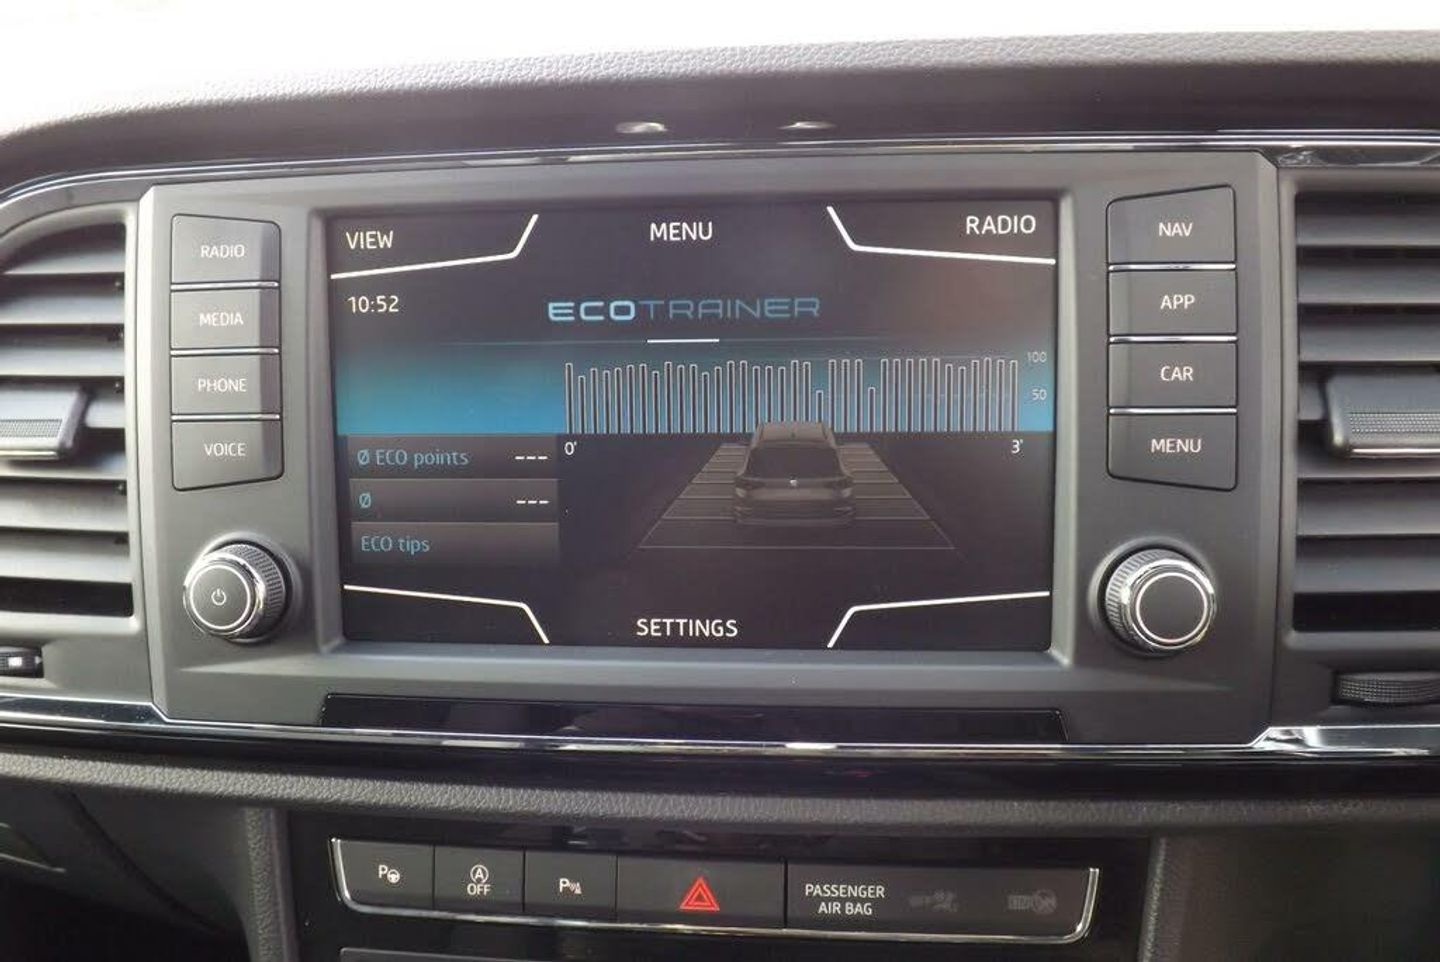 RADIO
MEDIA
PHONE
VOICE
VIEW
MENU
RADIO
10:52
ECOTRAINER
100
50
0'
3'
Ø ECO points ---
Ø ---
ECO tips
SETTINGS
NAV
APP
CAR
MENU
P
A
OFF
P
PASSENGER
AIR BAG